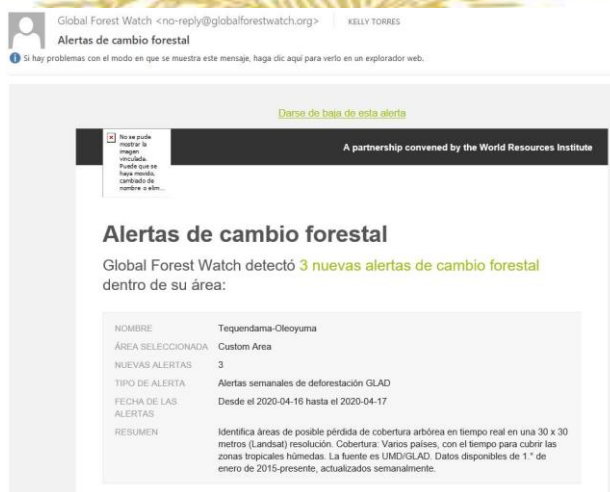 Global Forest Watch <no-reply@globalforestwatch.org> KELLY TORRES
Alertas de cambio forestal
Si hay problemas con el modo en que se muestra este mensaje, haga clic aquí para verlo en un explorador web.
Darse de baja de esta alerta
No se pude
mostrar la
imagen
vinculada.
Puede que se
haya movido,
cambiado de
nombre o elim...
A partnership convened by the World Resources Institute
Alertas de cambio forestal
Global Forest Watch detectó 3 nuevas alertas de cambio forestal
dentro de su área:
NOMBRE Tequendama-Oleoyuma
ÁREA SELECCIONADA Custom Area
NUEVAS ALERTAS 3
TIPO DE ALERTA Alertas semanales de deforestación GLAD
FECHA DE LAS Desde el 2020-04-16 hasta el 2020-04-17
ALERTAS
RESUMEN Identifica áreas de posible pérdida de cobertura arbórea en tiempo real en una 30 x 30
metros (Landsat) resolución. Cobertura: Varios países, con el tiempo para cubrir las
zonas tropicales húmedas. La fuente es UMD/GLAD. Datos disponibles de 1.° de
enero de 2015-presente, actualizados semanalmente.